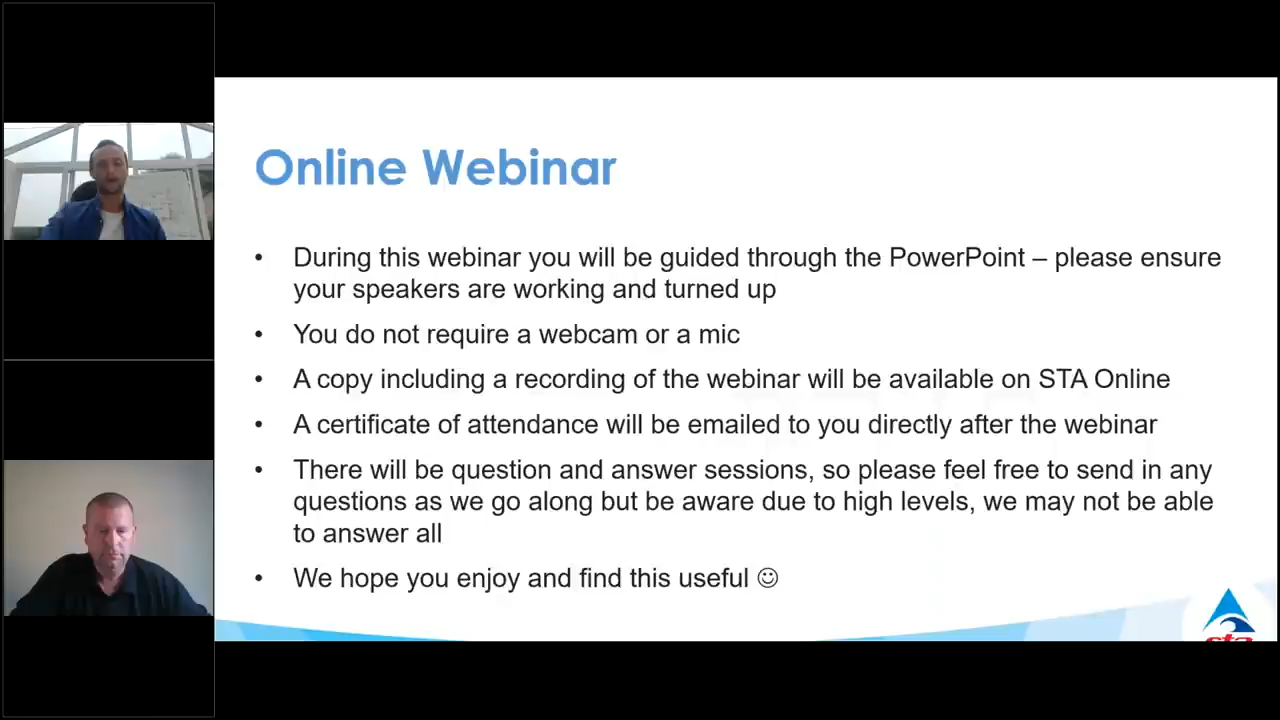 Online Webinar
• During this webinar you will be guided through the PowerPoint – please ensure
your speakers are working and turned up
• You do not require a webcam or a mic
• A copy including a recording of the webinar will be available on STA Online
• A certificate of attendance will be emailed to you directly after the webinar
• There will be question and answer sessions, so please feel free to send in any
questions as we go along but be aware due to high levels, we may not be able
to answer all
• We hope you enjoy and find this useful ☺
sta